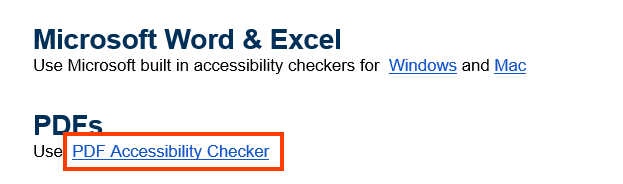 Microsoft Word & Excel
Use Microsoft built in accessibility checkers for Windows and Mac
PDFs
Use PDF Accessibility Checker